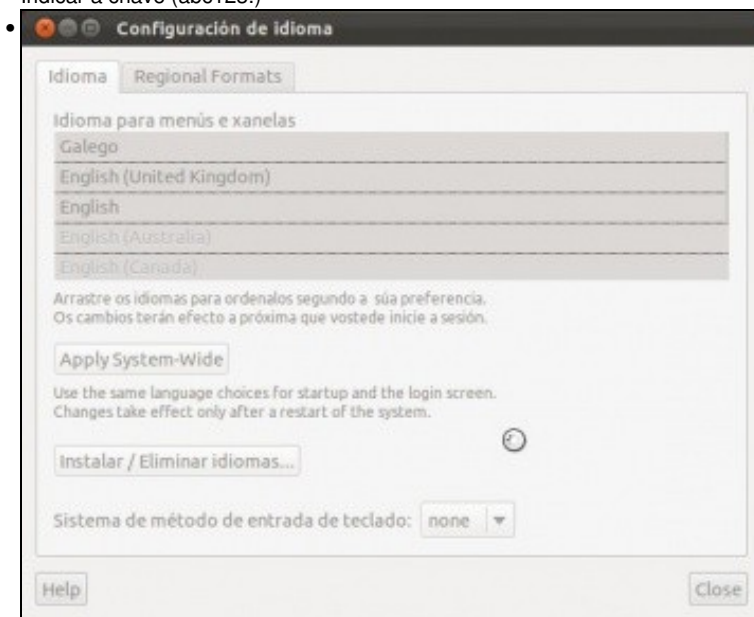 Indicar a chave (abc123.)
Configuración de idioma
Idioma
Regional Formats
Idioma para menús e xanelas
Galego
English (United Kingdom)
English
English (Australia)
English (Canada)
Arrastre os idiomas para ordenalos segundo a súa preferencia.
Os cambios terán efecto a próxima que vostede inicie a sesión.
Apply System-Wide
Use the same language choices for startup and the login screen.
Changes take effect only after a restart of the system.
Instalar / Eliminar idiomas...
Sistema de método de entrada de teclado: none
Help
Close